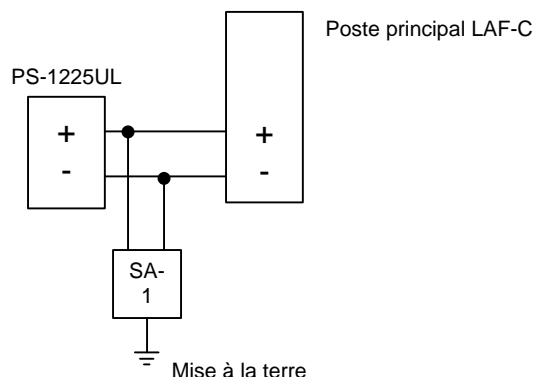 Poste principal LAF-C
PS-1225UL
+
-
+
-
SA-
1
Mise à la terre